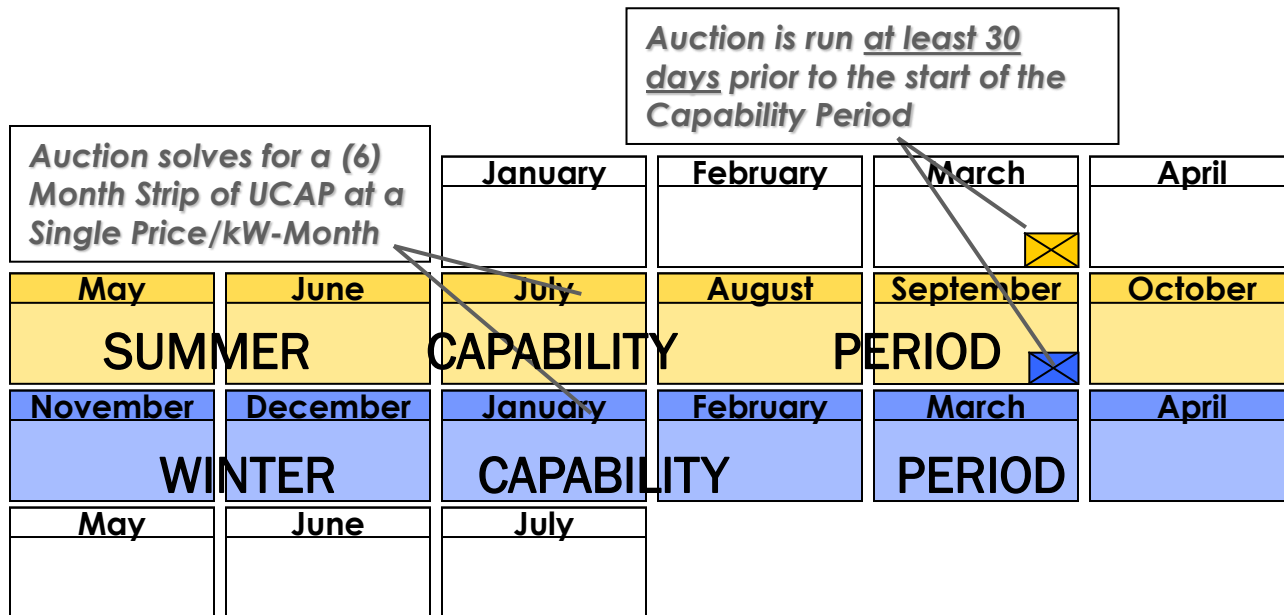 Auction is run at least 30
days prior to the start of the
Capability Period
Auction solves for a (6)
Month Strip of UCAP at a
Single Price/kW-Month
January February March April
May June July August September October
SUMMER CAPABILITY PERIOD
November December January February March April
WINTER CAPABILITY PERIOD
May June July